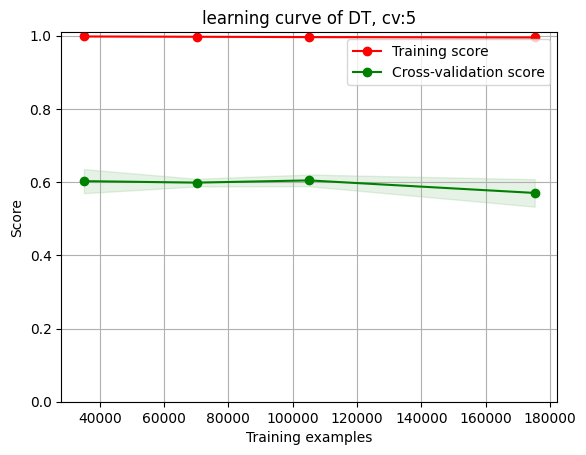 learning curve of DT, cv:5
1.0
0.8
0.6
0.4
0.2
0.0
Score
Training score
Cross-validation score
40000 60000 80000 100000 120000 140000 160000 180000
Training examples